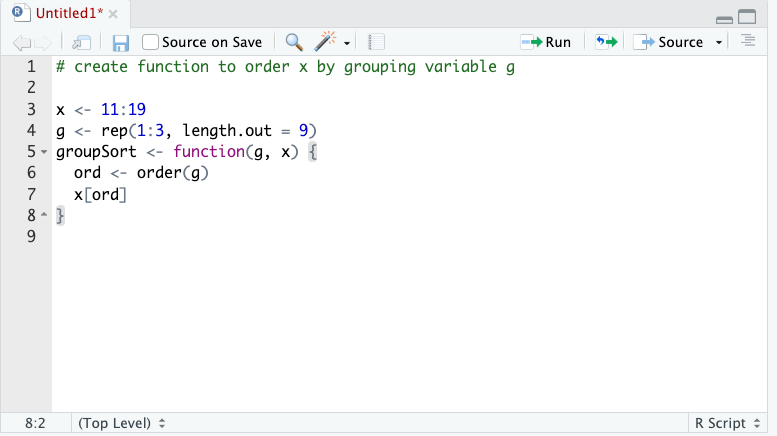 Untitled1*
Source on Save Run Source
1 # create function to order x by grouping variable g
2
3 x <- 11:19
4 g <- rep(1:3, length.out = 9)
5 groupSort <- function(g, x) {
6   ord <- order(g)
7   x[ord]
8 }
9
8:2 (Top Level) R Script